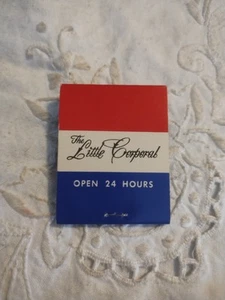 The
Little Corporal
OPEN 24 HOURS